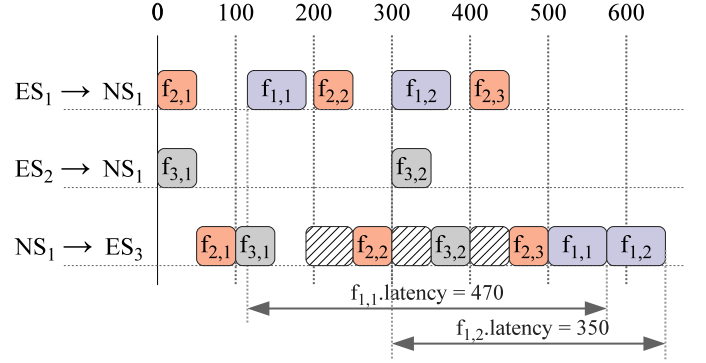 0 100 200 300 400 500 600
ES₁ → NS₁ f₂,₁ f₁,₁ f₂,₂ f₁,₂ f₂,₃
ES₂ → NS₁ f₃,₁ f₃,₂
NS₁ → ES₃ f₂,₁ f₃,₁ f₂,₂ f₃,₂ f₂,₃ f₁,₁ f₁,₂
f₁,₁.latency = 470
f₁,₂.latency = 350